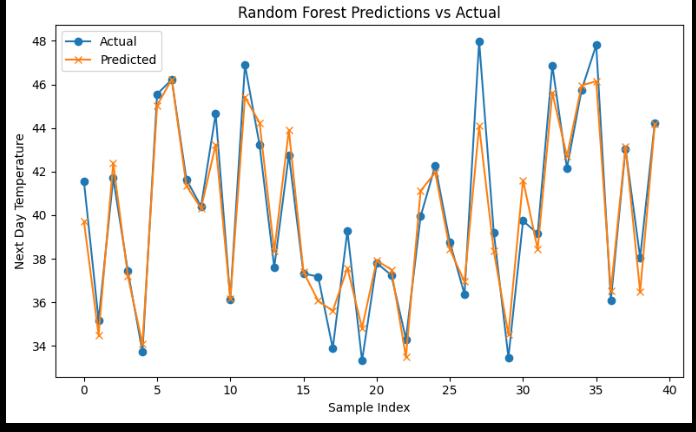 Random Forest Predictions vs Actual
Actual
Predicted
Next Day Temperature
48
46
44
42
40
38
36
34
0 5 10 15 20 25 30 35 40
Sample Index